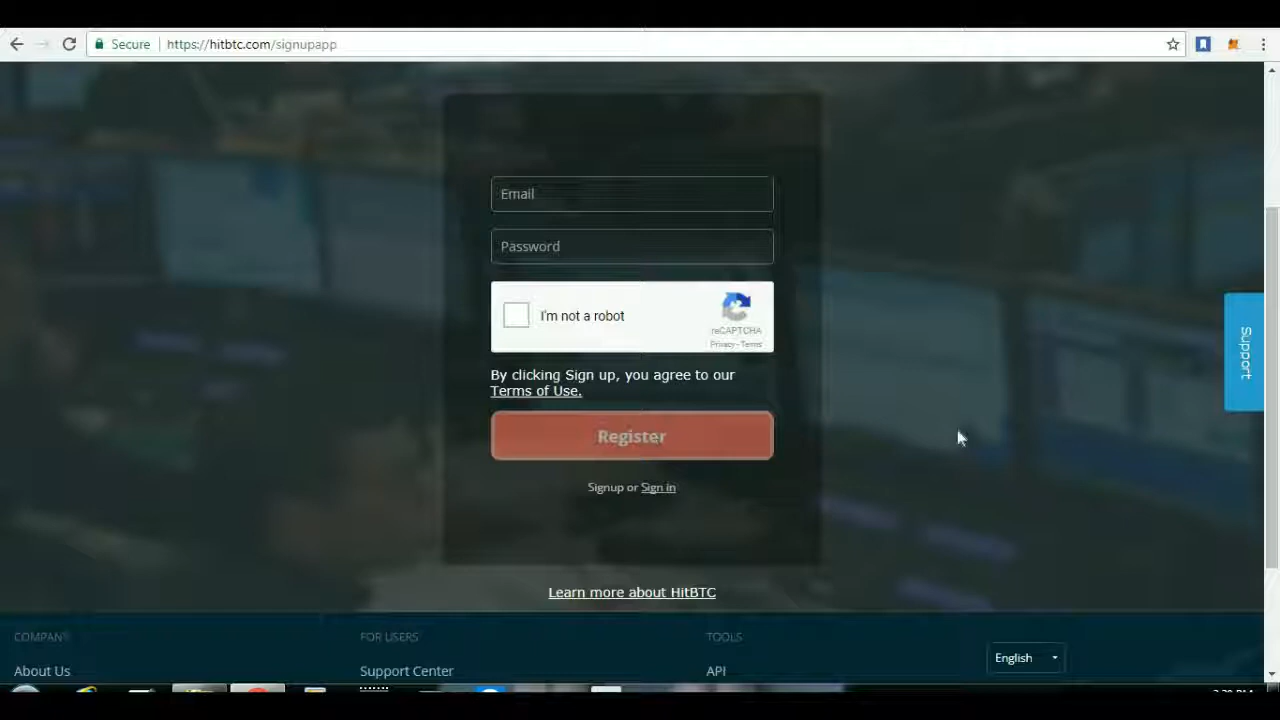 Secure
https://hitbtc.com/signupapp
Email
Password
I'm not a robot
reCAPTCHA
Privacy - Terms
By clicking Sign up, you agree to our
Terms of Use.
Register
Signup or Sign in
Support
Learn more about HitBTC
COMPANY
FOR USERS
TOOLS
English
About Us
Support Center
API